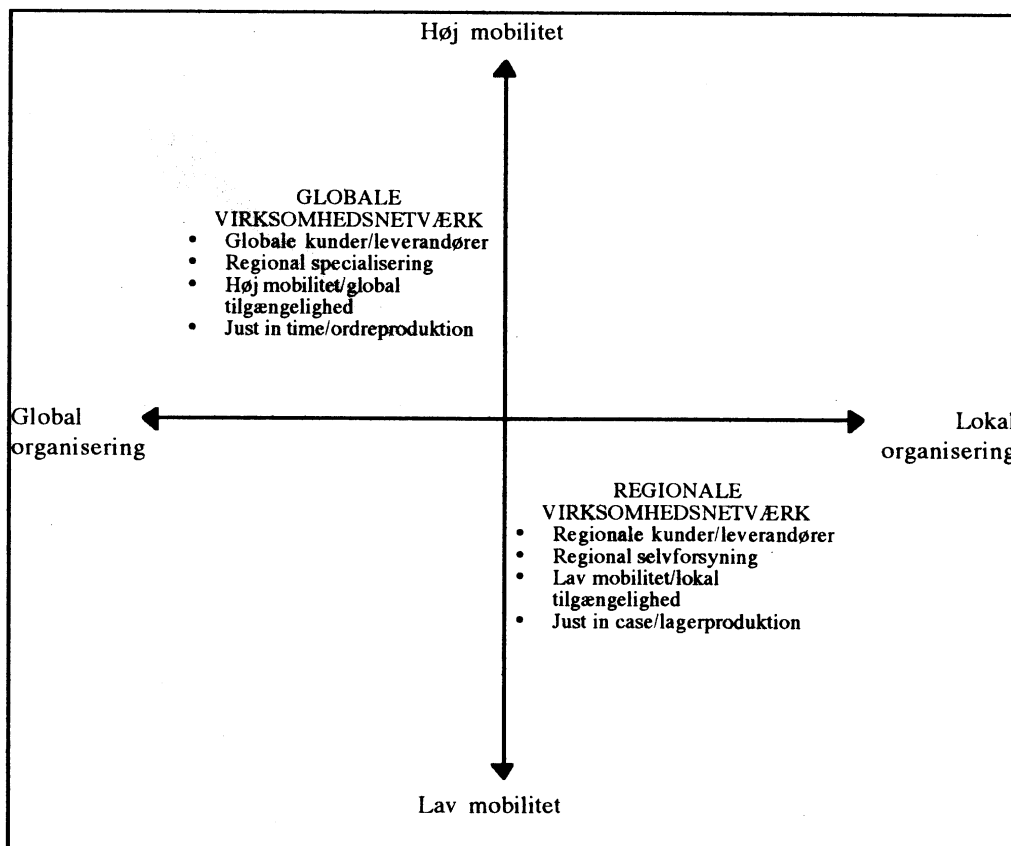 Høj mobilitet
GLOBALE
VIRKSOMHEDSNETVÆRK
• Globale kunder/leverandører
• Regional specialisering
• Høj mobilitet/global
tilgængelighed
• Just in time/ordreproduktion
Global
organisering
Lokal
organisering
REGIONALE
VIRKSOMHEDSNETVÆRK
• Regionale kunder/leverandører
• Regional selvforsyning
• Lav mobilitet/lokal
tilgængelighed
• Just in case/lagerproduktion
Lav mobilitet